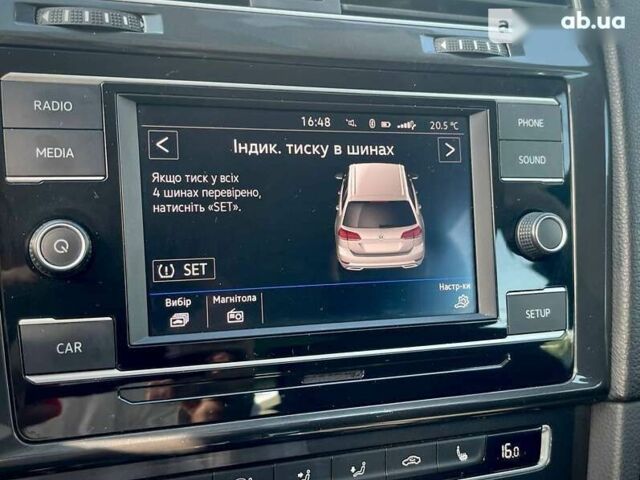 ab.ua
RADIO
MEDIA
CAR
16:48
20.5 °C
Індик. тиску в шинах
Якщо тиск у всіх
4 шинах перевірено,
натисніть «SET».
SET
Вибір
Магнітола
Настр-ки
PHONE
SOUND
SETUP
16.0